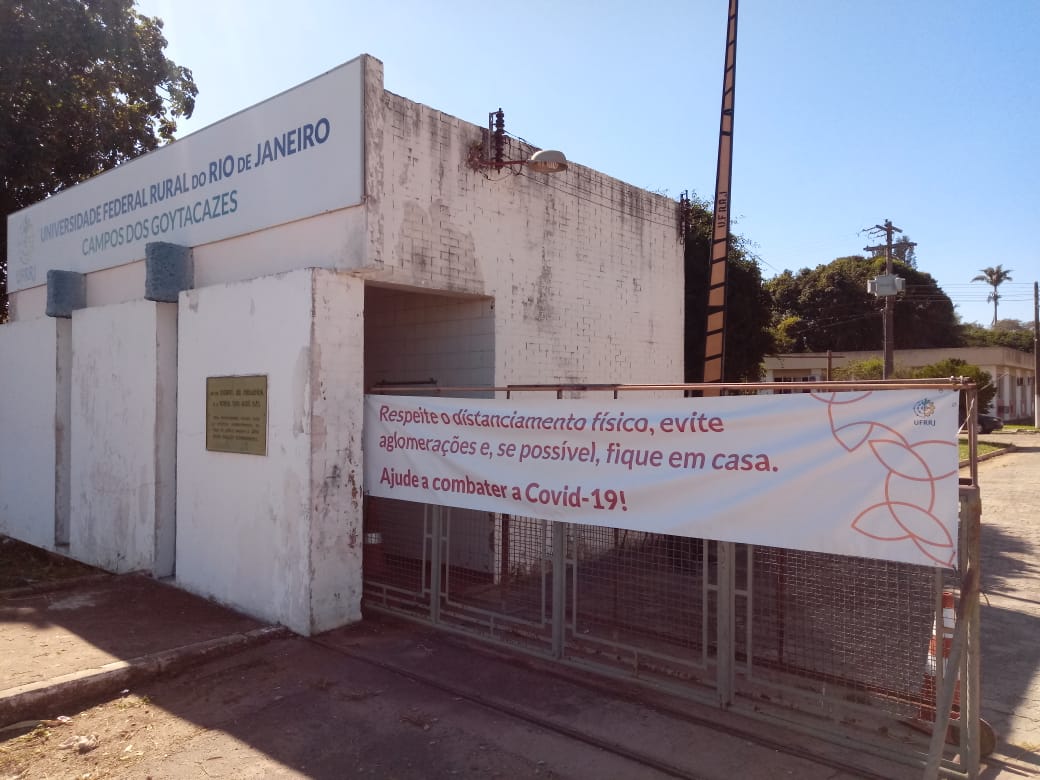 UNIVERSIDADE FEDERAL RURAL DO RIO DE JANEIRO
CAMPOS DOS GOYTACAZES
UFRRJ
UFRRJ
Respeite o distanciamento físico, evite
aglomerações e, se possível, fique em casa.
Ajude a combater a Covid-19!
UFRRJ